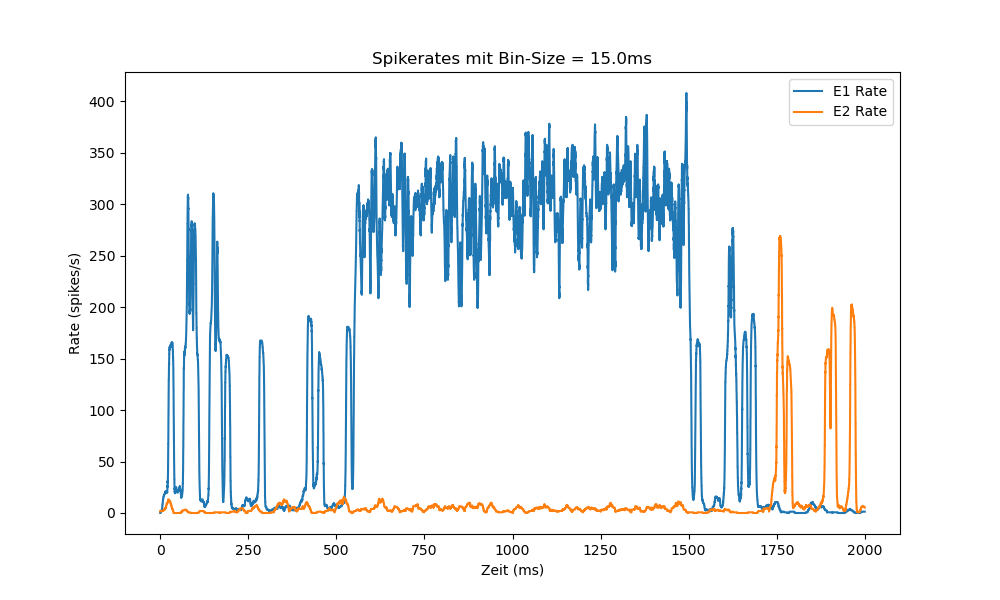 Spikerates mit Bin-Size = 15.0ms
E1 Rate
E2 Rate
400
350
300
250
200
150
100
50
0
Rate (spikes/s)
0 250 500 750 1000 1250 1500 1750 2000
Zeit (ms)